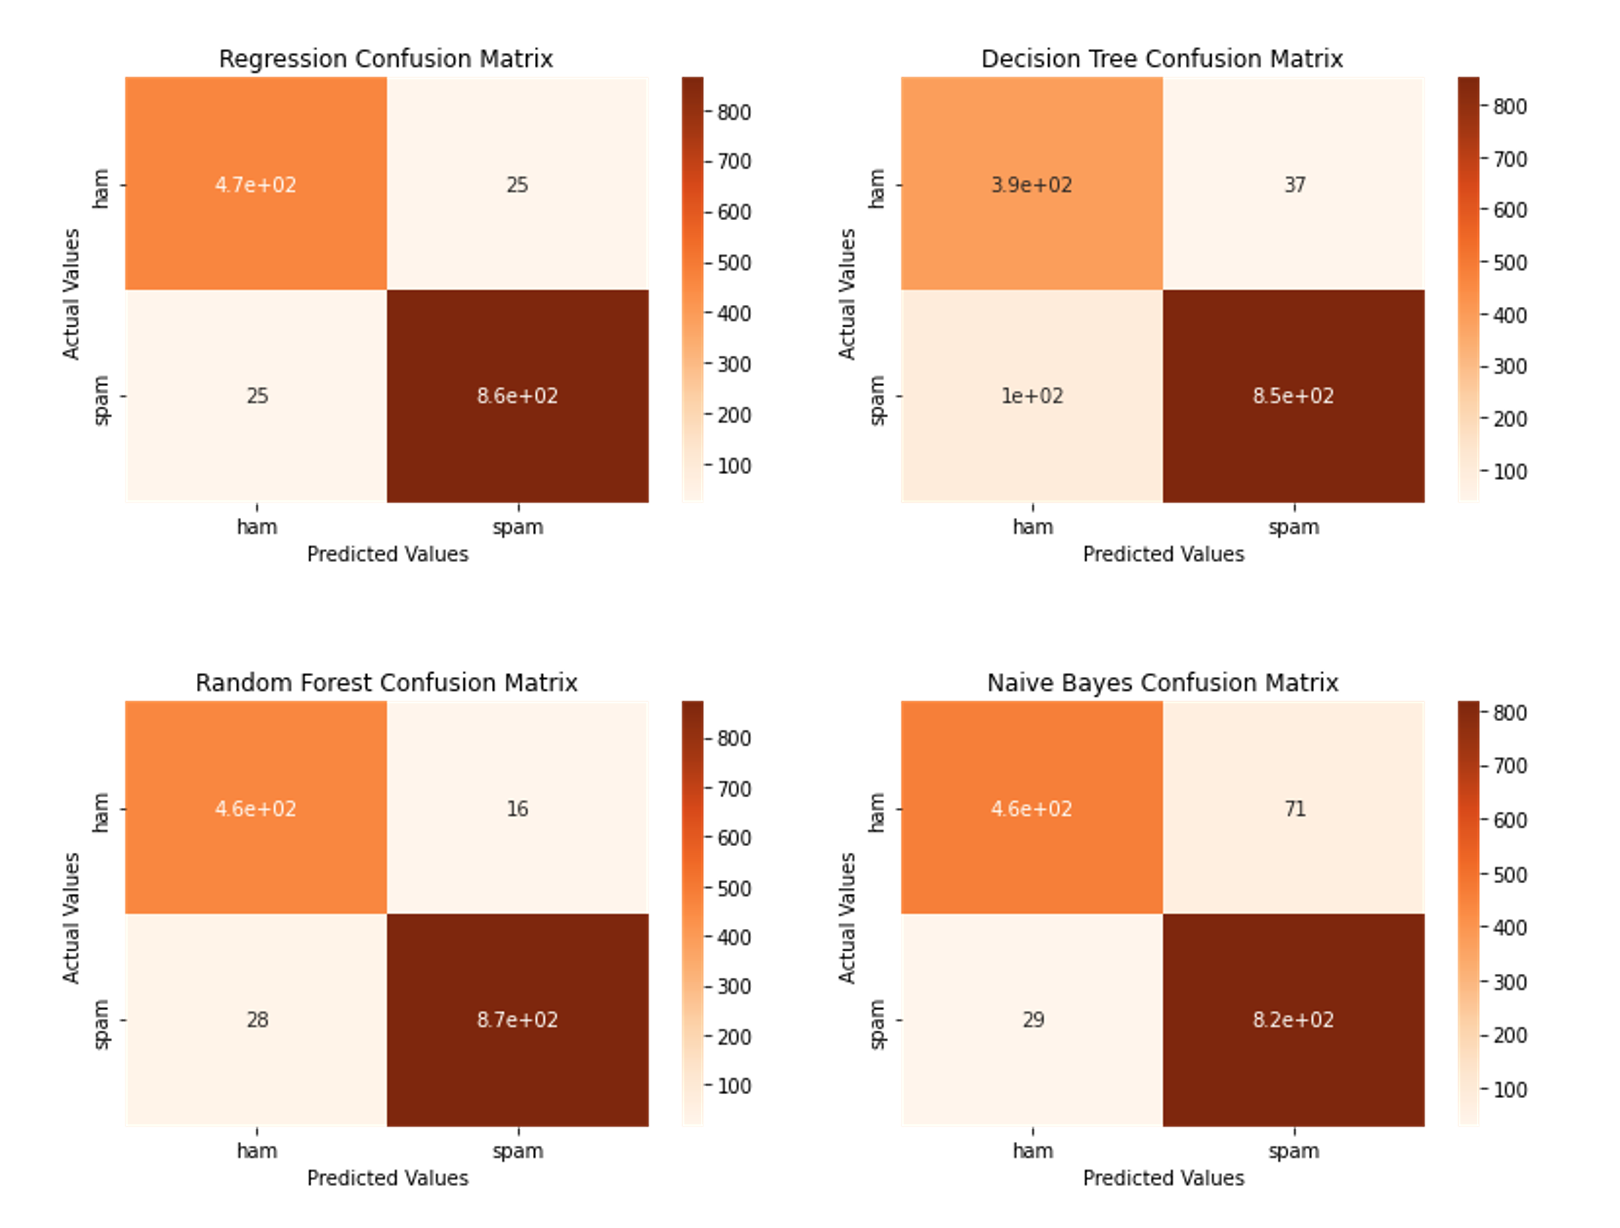 Regression Confusion Matrix
Actual Values
ham
spam
4.7e+02 25
25 8.6e+02
ham spam
Predicted Values
800
700
600
500
400
300
200
100
Decision Tree Confusion Matrix
Actual Values
ham
spam
3.9e+02 37
1e+02 8.5e+02
ham spam
Predicted Values
800
700
600
500
400
300
200
100
Random Forest Confusion Matrix
Actual Values
ham
spam
4.6e+02 16
28 8.7e+02
ham spam
Predicted Values
800
700
600
500
400
300
200
100
Naive Bayes Confusion Matrix
Actual Values
ham
spam
4.6e+02 71
29 8.2e+02
ham spam
Predicted Values
800
700
600
500
400
300
200
100